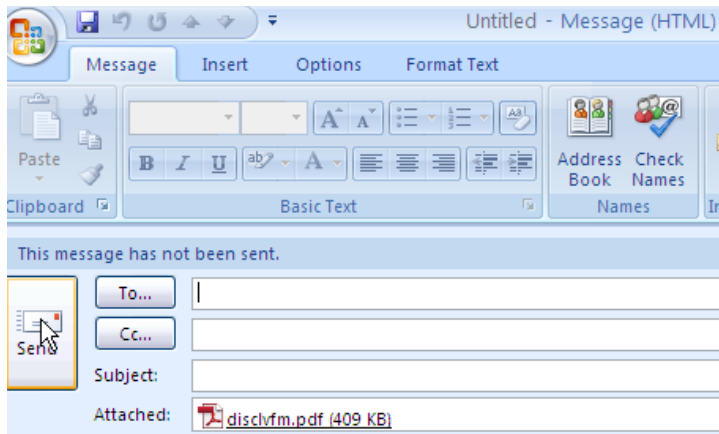 Untitled - Message (HTML)
Message Insert Options Format Text
Paste
B I U ab A
Address Book
Check Names
Clipboard Basic Text Names
This message has not been sent.
To...
Send
Cc...
Subject:
Attached: disclvfm.pdf (409 KB)